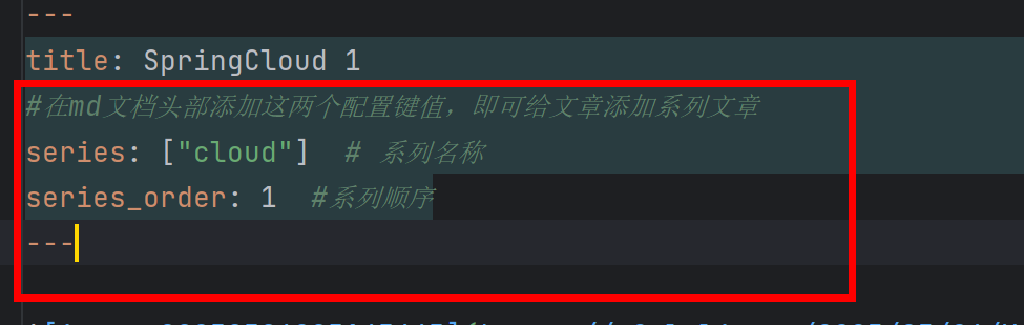 ---
title: SpringCloud 1
#在md文档头部添加这两个配置键值，即可给文章添加系列文章
series: ["cloud"]  # 系列名称
series_order: 1  #系列顺序
---